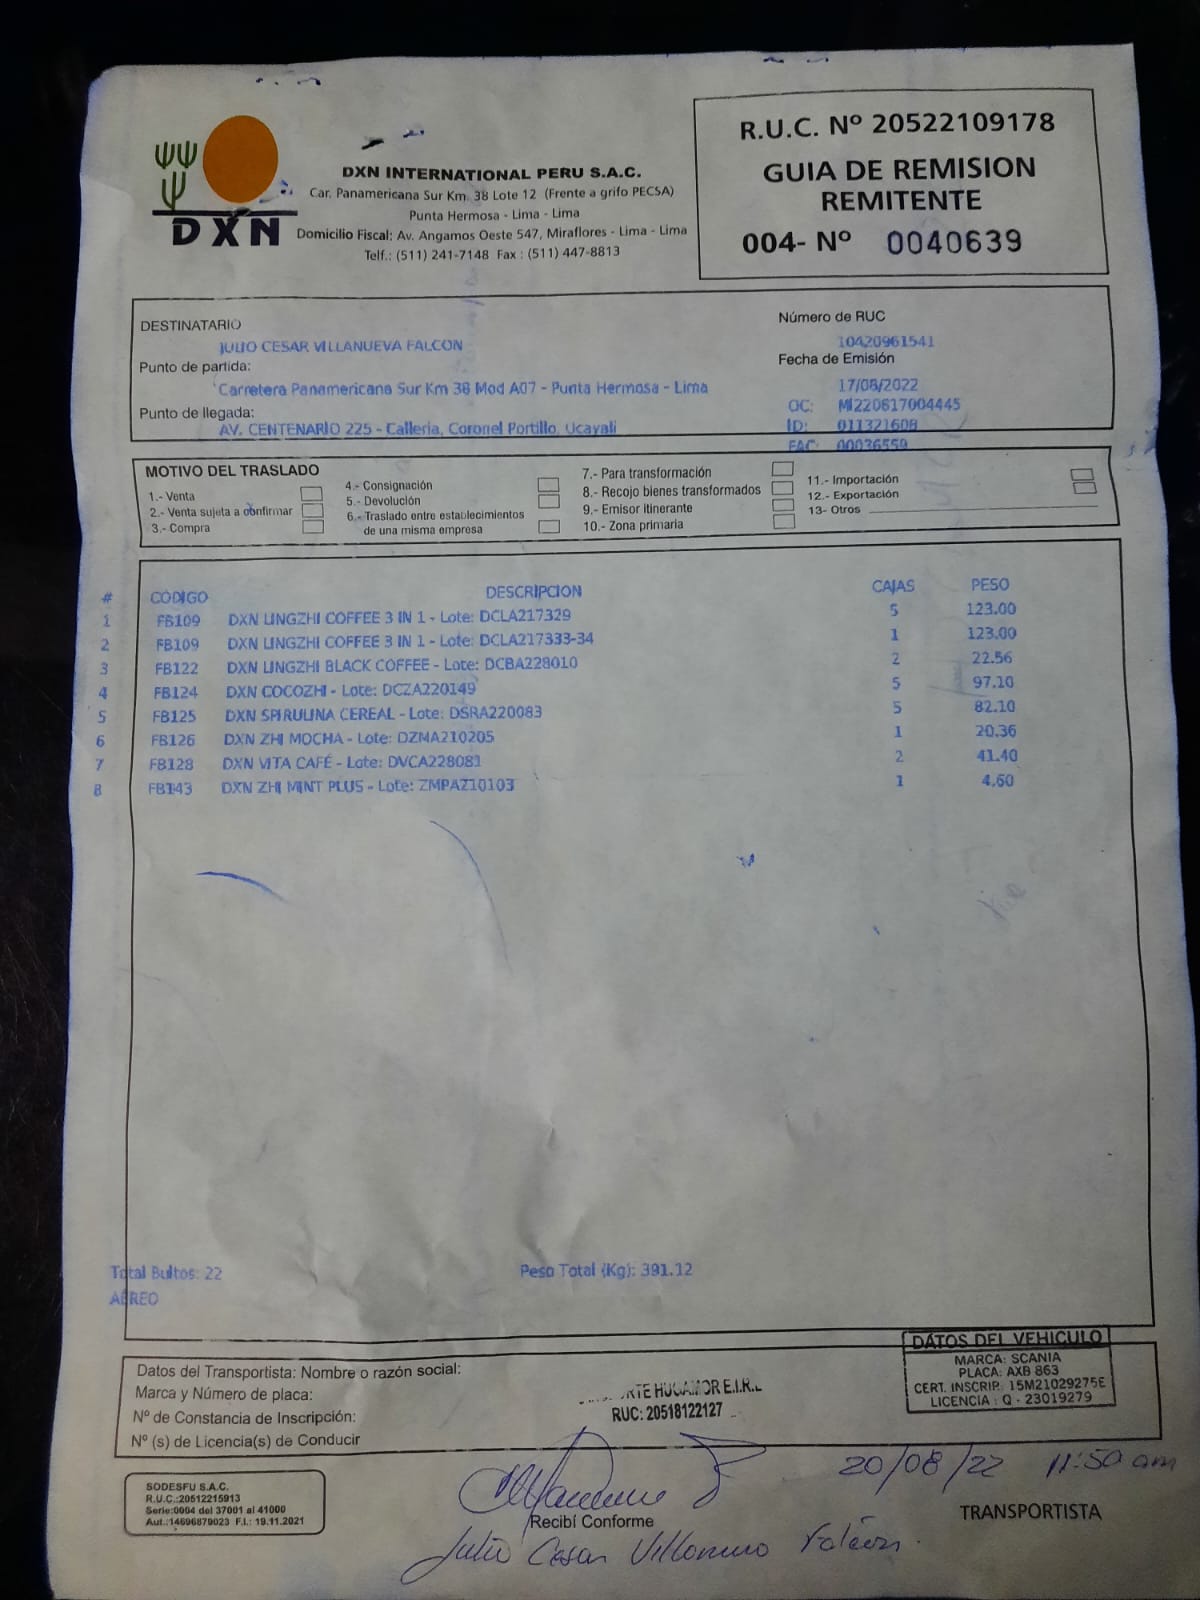 DXN
DXN INTERNATIONAL PERU S.A.C.
Car. Panamericana Sur Km. 38 Lote 12 (Frente a grifo PECSA)
Punta Hermosa - Lima - Lima
Domicilio Fiscal: Av. Angamos Oeste 547, Miraflores - Lima - Lima
Telf.: (511) 241-7148 Fax : (511) 447-8813
R.U.C. Nº 20522109178
GUIA DE REMISION
REMITENTE
004- Nº 0040639
DESTINATARIO
JULIO CESAR VILLANUEVA FALCON
Punto de partida:
Carretera Panamericana Sur Km 38 Mod A07 - Punta Hermosa - Lima
Punto de llegada:
AV. CENTENARIO 225 - Calleria, Coronel Portillo, Ucayali
Número de RUC
10420961541
Fecha de Emisión
17/08/2022
OC: MI220817004445
ID: 011321608
FAC: 00036559
MOTIVO DEL TRASLADO
1.- Venta
2.- Venta sujeta a confirmar
3.- Compra
4.- Consignación
5.- Devolución
6.- Traslado entre establecimientos
de una misma empresa
7.- Para transformación
8.- Recojo bienes transformados
9.- Emisor itinerante
10.- Zona primaria
11.- Importación
12.- Exportación
13- Otros
# CODIGO DESCRIPCION CAJAS PESO
1 FB109 DXN LINGZHI COFFEE 3 IN 1 - Lote: DCLA217329 5 123.00
2 FB109 DXN LINGZHI COFFEE 3 IN 1 - Lote: DCLA217333-34 1 123.00
3 FB122 DXN LINGZHI BLACK COFFEE - Lote: DCBA228010 2 22.56
4 FB124 DXN COCOZHI - Lote: DCZA220149 5 97.10
5 FB125 DXN SPIRULINA CEREAL - Lote: DSRA220083 5 82.10
6 FB126 DXN ZHI MOCHA - Lote: DZMA210205 1 20.36
7 FB128 DXN VITA CAFÉ - Lote: DVCA228081 2 41.40
8 FB143 DXN ZHI MINT PLUS - Lote: ZMPA210103 1 4.60
Total Bultos: 22 Peso Total (Kg): 391.12
AÉREO
Datos del Transportista: Nombre o razón social:
Marca y Número de placa:
Nº de Constancia de Inscripción:
Nº (s) de Licencia(s) de Conducir
HUGAMOR E.I.R.L
RUC: 20518122127
DATOS DEL VEHICULO
MARCA: SCANIA
PLACA: AXB 863
CERT. INSCRIP. 15M21029275E
LICENCIA : Q - 23019279
20/08/22 11:50 am
SODESFU S.A.C.
R.U.C.:20512215913
Serie:0004 del 37001 al 41000
Aut.:14696879023 F.I.: 19.11.2021
Recibí Conforme
TRANSPORTISTA
Julio Cesar Villanueva Falcón.